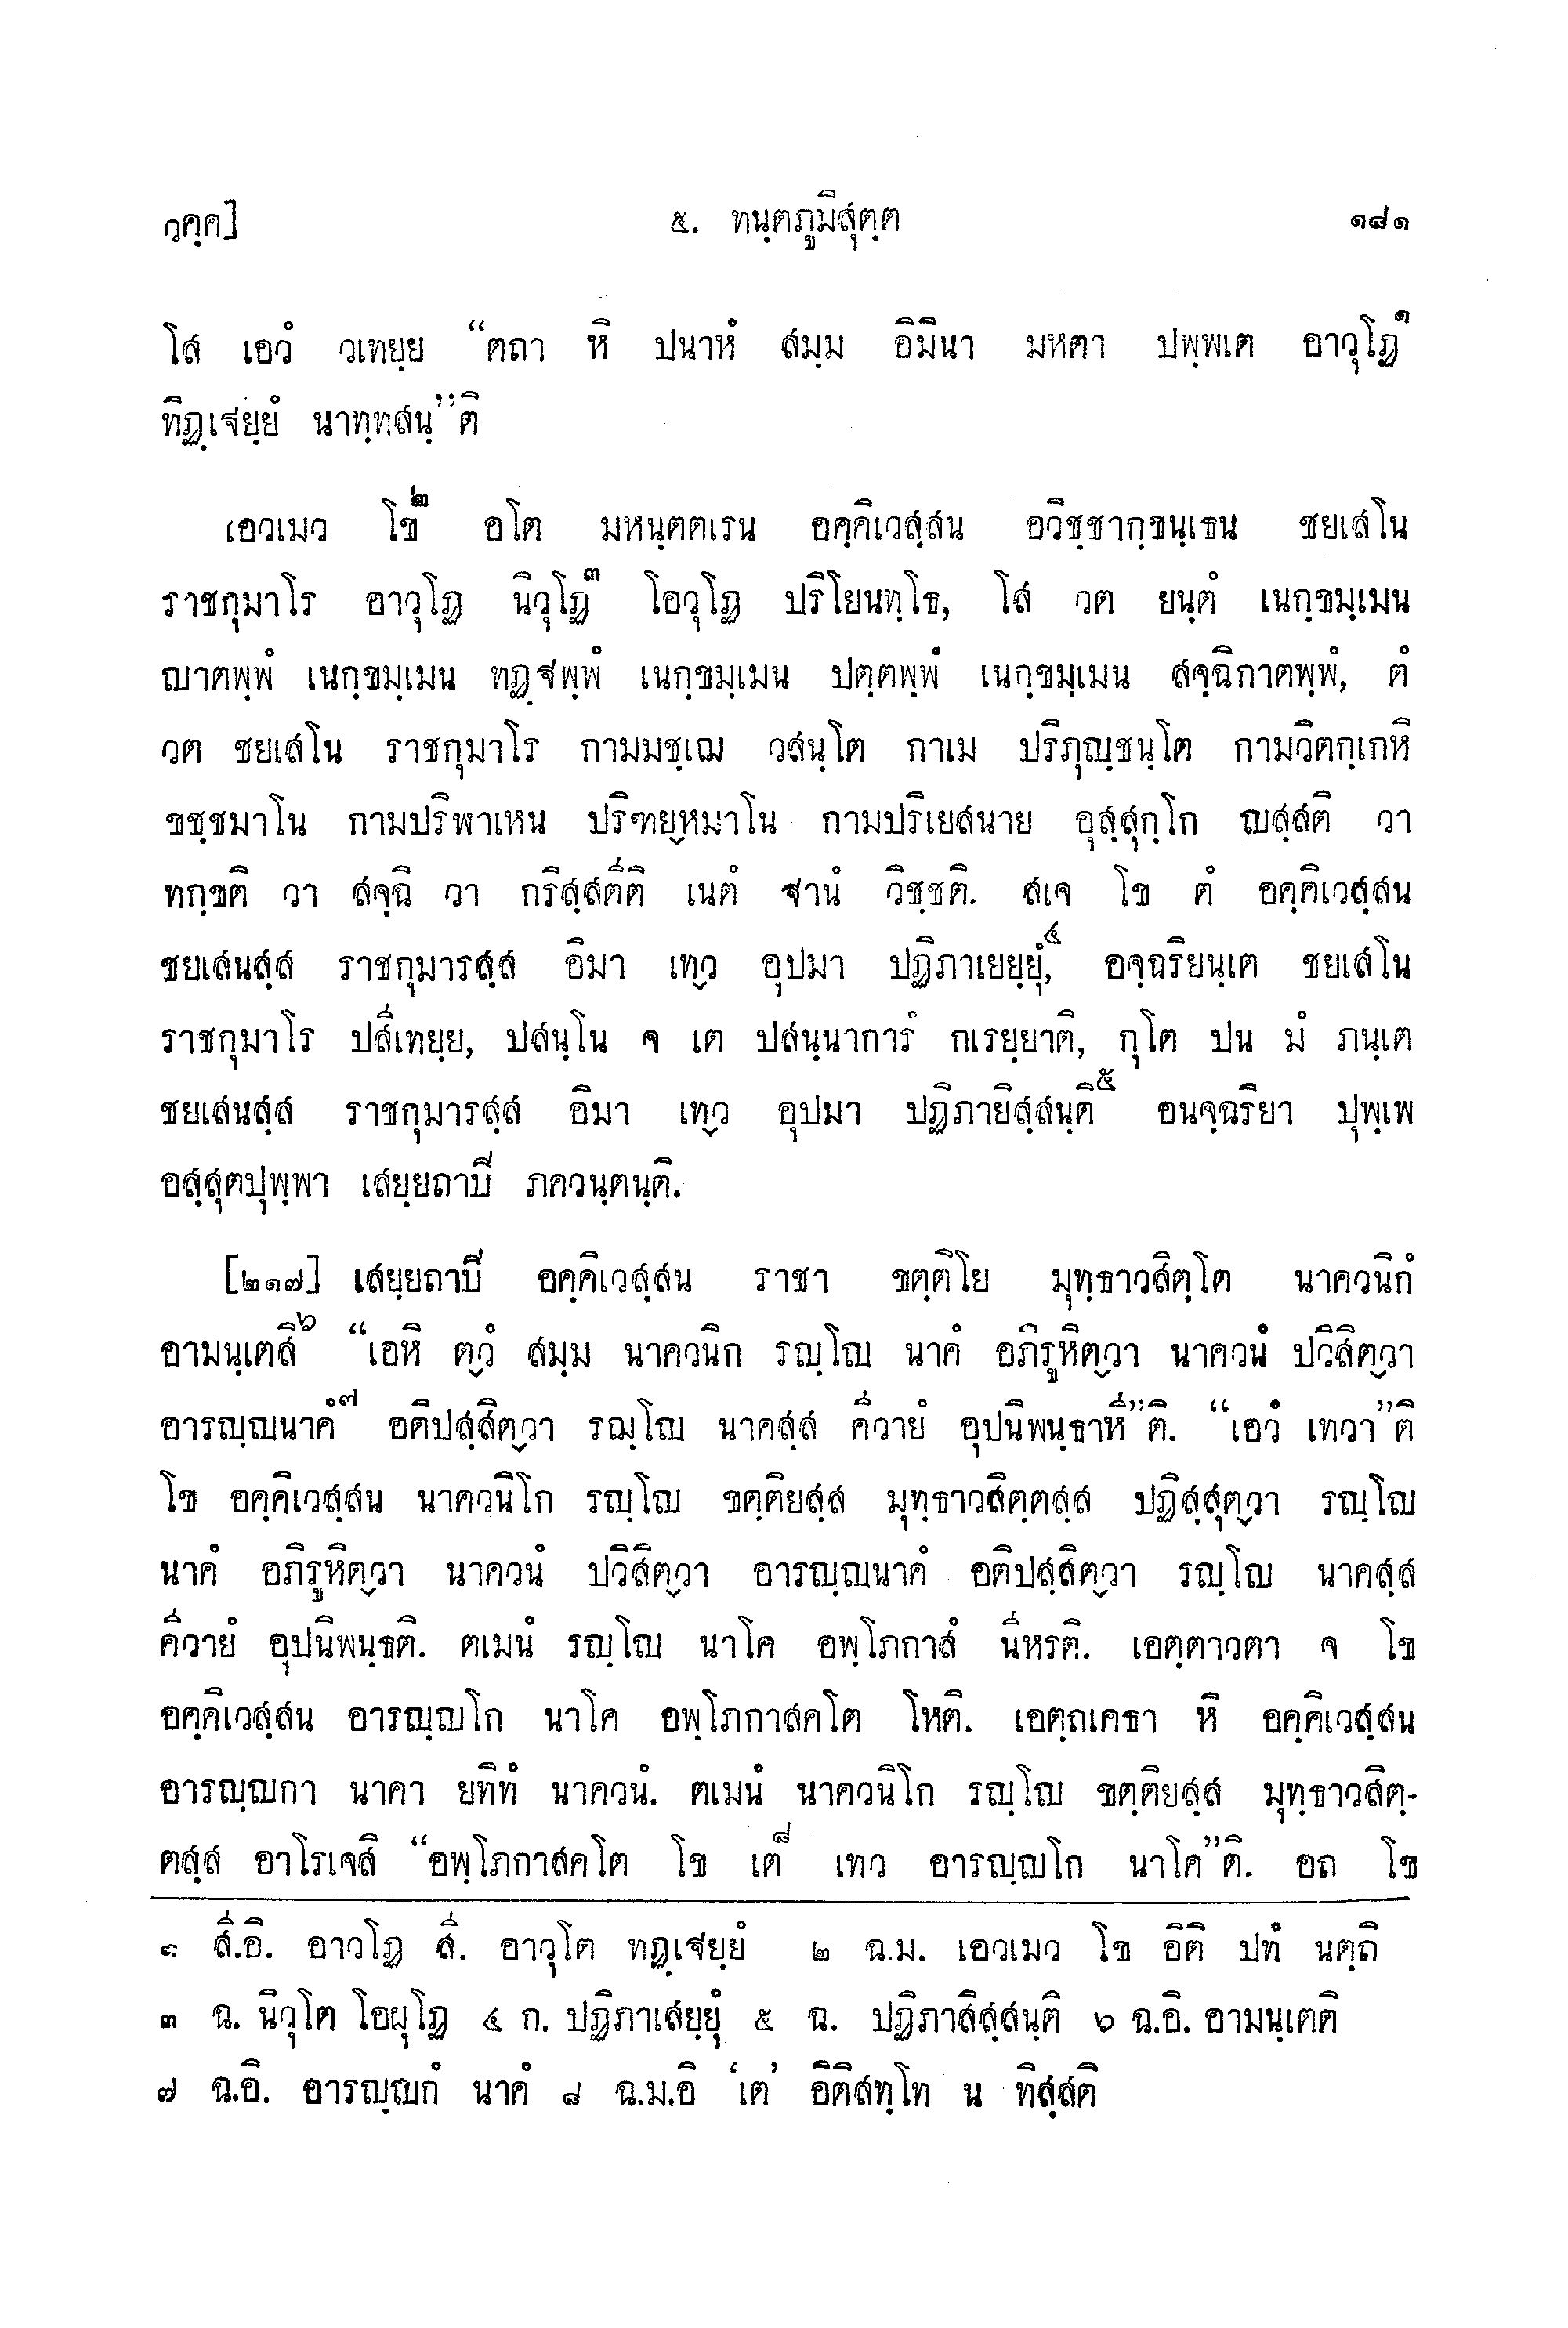 วคฺค] ๕. ทนฺตภูมิสุตฺต ๑๘๑
โส เอวํ วเทยฺย “ตถา หิ ปนาหํ สมฺม อิมินา มหตา ปพฺพเต อาวุโฏ๑
ทิฏฺเฐยฺยํ นาทฺทสนฺ”ติ
เอวเมว โข๒ อโต มหนฺตตเรน อคฺคิเวสฺสน อวิชฺชากฺขนฺเธน ชยเสโน
ราชกุมาโร อาวุโฏ นิวุโฏ๓ โอวุโฏ ปริโยนทฺโธ, โส วต ยนฺตํ เนกฺขมฺเมน
ญาตพฺพํ เนกฺขมฺเมน ทฏฺฐพฺพํ เนกฺขมฺเมน ปตฺตพฺพํ เนกฺขมฺเมน สจฺฉิกาตพฺพํ, ตํ
วต ชยเสโน ราชกุมาโร กามมชฺเฌ วสนฺโต กาเม ปริภุญฺชนฺโต กามวิตกฺเกหิ
ขชฺชมาโน กามปริฬาเหน ปริฑยฺหมาโน กามปริเยสนาย อุสฺสุกฺโก ญสฺสติ วา
ทกฺขติ วา สจฺฉิ วา กริสฺสตีติ เนตํ ฐานํ วิชฺชติ. สเจ โข ตํ อคฺคิเวสฺสน
ชยเสนสฺส ราชกุมารสฺส อิมา เทฺว อุปมา ปฏิภาเยยฺยุํ,๔ อจฺฉริยนฺเต ชยเสโน
ราชกุมาโร ปสีเทยฺย, ปสนฺโน จ เต ปสนฺนาการํ กเรยฺยาติ, กุโต ปน มํ ภนฺเต
ชยเสนสฺส ราชกุมารสฺส อิมา เทฺว อุปมา ปฏิภายิสฺสนฺติ๕ อนจฺฉริยา ปุพฺเพ
อสฺสุตปุพฺพา เสยฺยถาปี ภควนฺตนฺติ.
[๒๑๗] เสยฺยถาปี อคฺคิเวสฺสน ราชา ขตฺติโย มุทฺธาวสิตฺโต นาควนิกํ
อามนฺเตสิ๖ “เอหิ ตฺวํ สมฺม นาควนิก รญฺโญ นาคํ อภิรูหิตฺวา นาควนํ ปวิสิตฺวา
อารญฺญนาคํ๗ อติปสฺสิตฺวา รญฺโญ นาคสฺส คีวายํ อุปนิพนฺธาหี”ติ. “เอวํ เทวา”ติ
โข อคฺคิเวสฺสน นาควนิโก รญฺโญ ขตฺติยสฺส มุทฺธาวสิตฺตสฺส ปฏิสฺสุตฺวา รญฺโญ
นาคํ อภิรูหิตฺวา นาควนํ ปวิสิตฺวา อารญฺญนาคํ อติปสฺสิตฺวา รญฺโญ นาคสฺส
คีวายํ อุปนิพนฺธติ. ตเมนํ รญฺโญ นาโค อพฺโภกาสํ นีหรติ. เอตฺตาวตา จ โข
อคฺคิเวสฺสน อารญฺญโก นาโค อพฺโภกาสคโต โหติ. เอตฺถเคธา หิ อคฺคิเวสฺสน
อารญฺญกา นาคา ยทิทํ นาควนํ. ตเมนํ นาควนิโก รญฺโญ ขตฺติยสฺส มุทฺธาวสิตฺ-
ตสฺส อาโรเจสิ “อพฺโภกาสคโต โข เต๘ เทว อารญฺญโก นาโค”ติ. อถ โข
๑ สี.อิ. อาวโฏ สี. อาวุโต ทฏฺเฐยฺยํ ๒ ฉ.ม. เอวเมว โข อิติ ปทํ นตฺถิ
๓ ฉ. นิวุโต โอผุโฏ ๔ ก. ปฏิภาเสยฺยุํ ๕ ฉ. ปฏิภาสิสฺสนฺติ ๖ ฉ.อิ. อามนฺเตติ
๗ ฉ.อิ. อารญฺญกํ นาคํ ๘ ฉ.ม.อิ ‘เต’ อิติสทฺโท น ทิสฺสติ